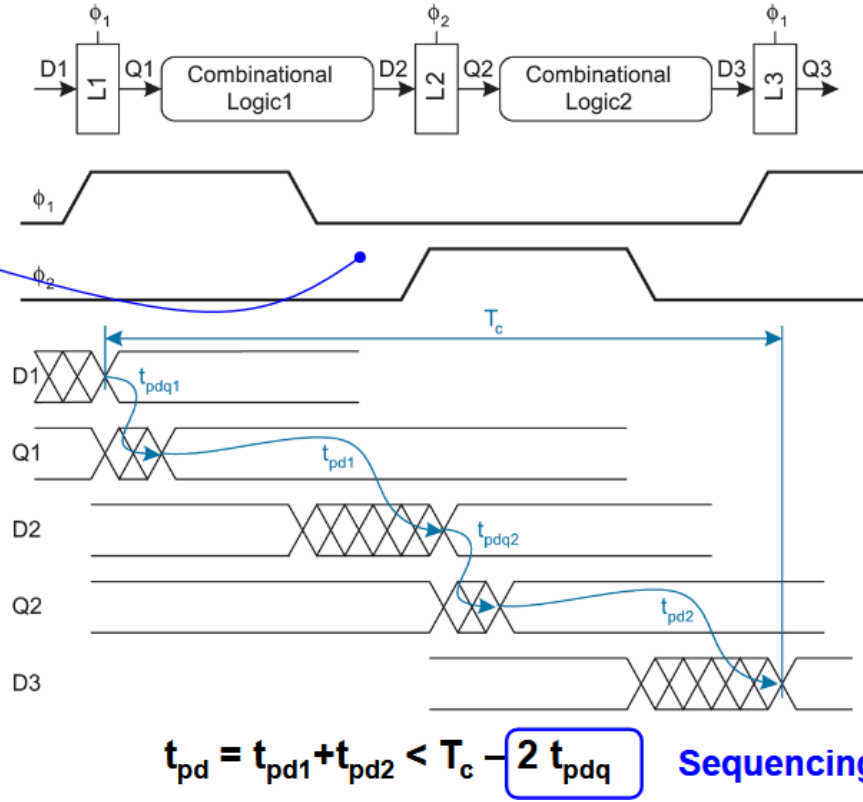 ϕ1 ϕ2 ϕ1
D1 L1 Q1 Combinational Logic1 D2 L2 Q2 Combinational Logic2 D3 L3 Q3
ϕ1
ϕ2
Tc
D1 tpdq1
Q1 tpd1
D2 tpdq2
Q2 tpd2
D3
tpd = tpd1+tpd2 < Tc – 2 tpdq Sequencing